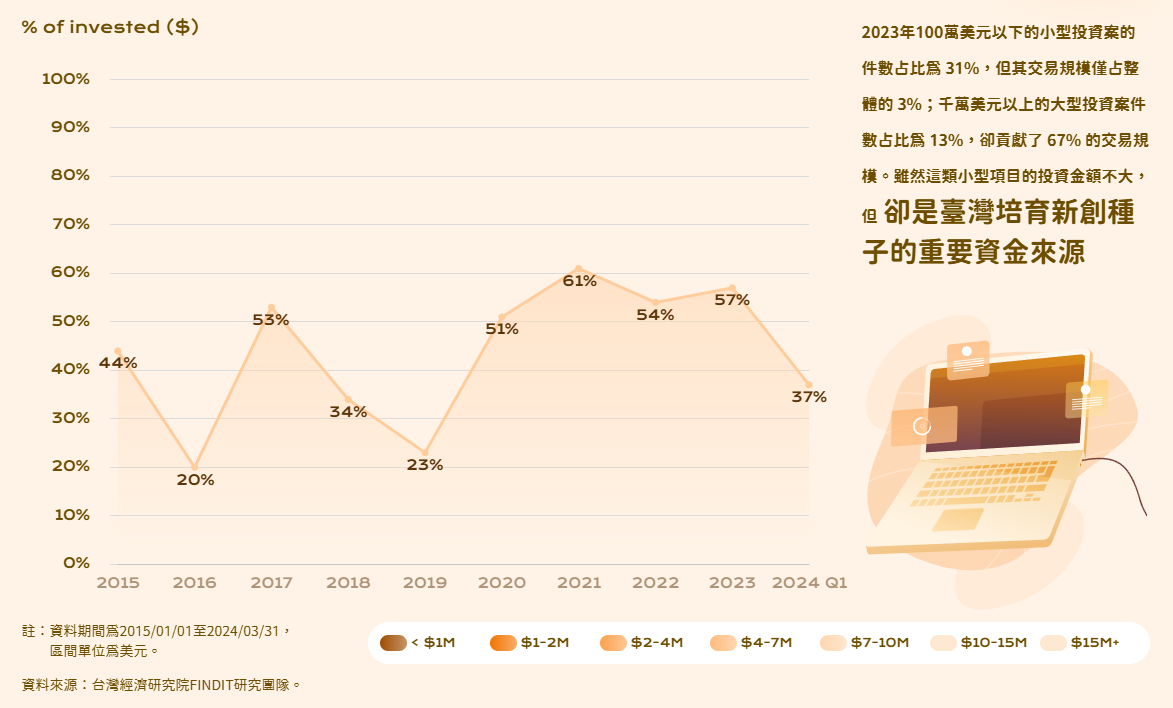 % of invested ($)
100%
90%
80%
70%
60%
50%
40%
30%
20%
10%
0%
44%
20%
53%
34%
23%
51%
61%
54%
57%
37%
2015
2016
2017
2018
2019
2020
2021
2022
2023
2024 Q1
2023年100萬美元以下的小型投資案的
件數占比為 31%，但其交易規模僅占整
體的 3%；千萬美元以上的大型投資案件
數占比為 13%，卻貢獻了 67% 的交易規
模。雖然這類小型項目的投資金額不大，
但 卻是臺灣培育新創種
子的重要資金來源
註：資料期間為2015/01/01至2024/03/31，
區間單位為美元。
資料來源：台灣經濟研究院FINDIT研究團隊。
< $1M
$1-2M
$2-4M
$4-7M
$7-10M
$10-15M
$15M+